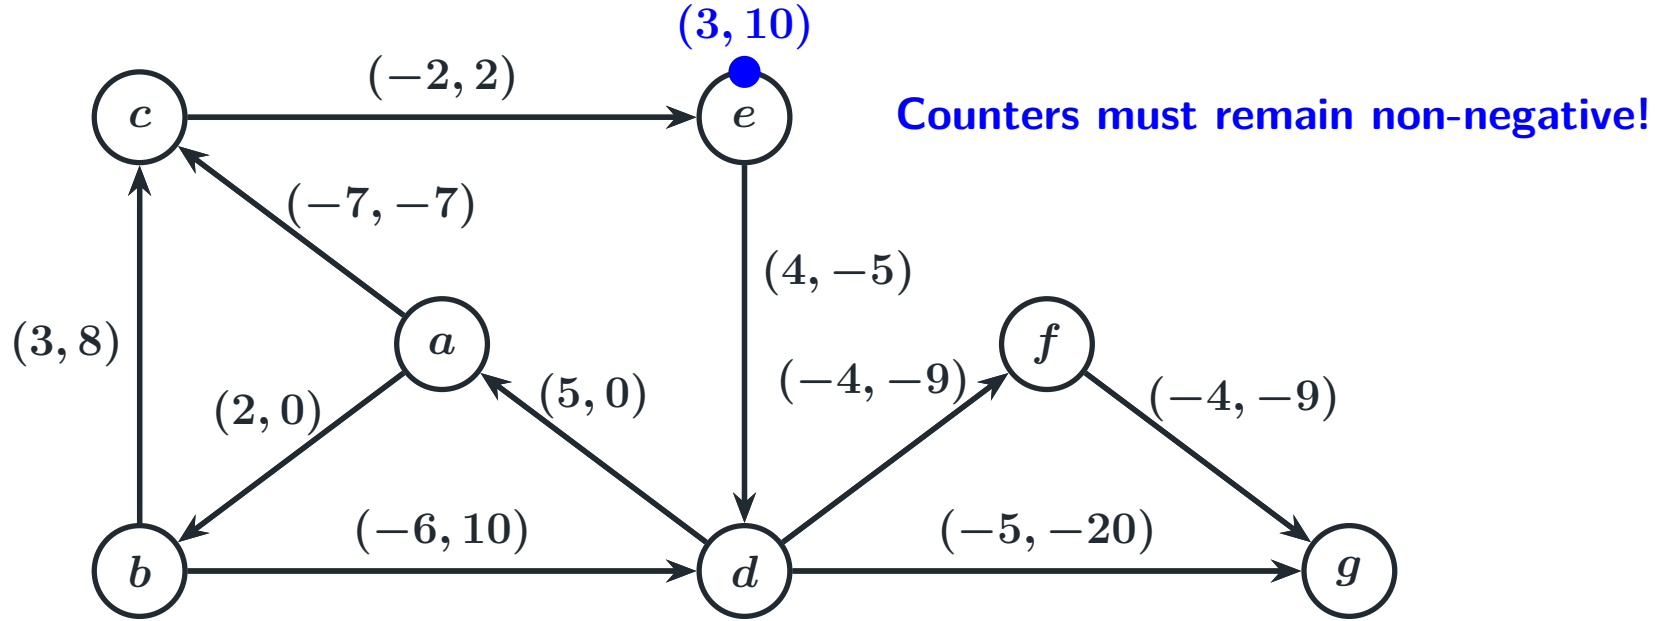 (3, 10)
(−2, 2)
c
e
Counters must remain non-negative!
(−7, −7)
(4, −5)
(3, 8)
a
f
(−4, −9)
(5, 0)
(−4, −9)
(2, 0)
(−6, 10)
(−5, −20)
b
d
g